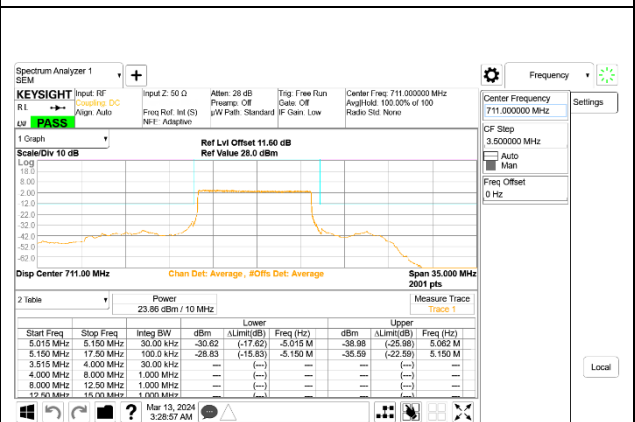 Spectrum Analyzer 1
SEM
Frequency
KEYSIGHT Input: RF Input Z: 50 Ω Atten: 28 dB Trig: Free Run Center Freq: 711.000000 MHz
RL Coupling: DC Preamp: Off Gate: Off Avg|Hold: 100.00% of 100
Align: Auto Freq Ref: Int (S) µW Path: Standard IF Gain: Low Radio Std: None
PASS NFE: Adaptive
Center Frequency
711.000000 MHz
Settings
CF Step
3.500000 MHz
Auto
Man
Freq Offset
0 Hz
1 Graph
Ref Lvl Offset 11.60 dB
Scale/Div 10 dB Ref Value 28.0 dBm
Log
18.0
8.00
-2.00
-12.0
-22.0
-32.0
-42.0
-52.0
-62.0
Disp Center 711.00 MHz Chan Det: Average, #Offs Det: Average Span 35.000 MHz
2001 pts
2 Table Power Measure Trace
23.86 dBm / 10 MHz Trace 1
Lower Upper
Start Freq Stop Freq Integ BW dBm ΔLimit(dB) Freq (Hz) dBm ΔLimit(dB) Freq (Hz)
5.015 MHz 5.150 MHz 30.00 kHz -30.62 (-17.62) -5.015 M -38.98 (-25.98) 5.062 M
5.150 MHz 17.50 MHz 100.0 kHz -28.83 (-15.83) -5.150 M -35.59 (-22.59) 5.150 M
3.515 MHz 4.000 MHz 30.00 kHz --- (---) --- --- (---) ---
4.000 MHz 8.000 MHz 1.000 MHz --- (---) --- --- (---) ---
8.000 MHz 12.50 MHz 1.000 MHz --- (---) --- --- (---) ---
12.50 MHz 15.00 MHz 1.000 MHz --- (---) --- --- (---) ---
Local
? Mar 13, 2024
3:28:57 AM